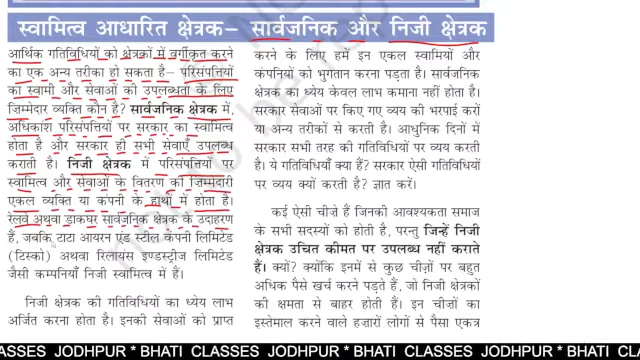 स्वामित्व आधारित क्षेत्रक– सार्वजनिक और निजी क्षेत्रक
आर्थिक गतिविधियों को क्षेत्रकों में वर्गीकृत करने
का एक अन्य तरीका हो सकता है– परिसंपत्तियों
का स्वामी और सेवाओं की उपलब्धता के लिए
जिम्मेदार व्यक्ति कौन है? सार्वजनिक क्षेत्रक में,
अधिकांश परिसंपत्तियों पर सरकार का स्वामित्व
होता है और सरकार ही सभी सेवाएँ उपलब्ध
कराती है। निजी क्षेत्रक में परिसंपत्तियों पर
स्वामित्व और सेवाओं के वितरण की जिम्मेदारी
एकल व्यक्ति या कंपनी के हाथों में होता है।
रेलवे अथवा डाकघर सार्वजनिक क्षेत्रक के उदाहरण
हैं, जबकि टाटा आयरन एंड स्टील कंपनी लिमिटेड
(टिस्को) अथवा रिलायंस इण्डस्ट्रीज लिमिटेड
जैसी कम्पनियाँ निजी स्वामित्व में हैं।
निजी क्षेत्रक की गतिविधियों का ध्येय लाभ
अर्जित करना होता है। इनकी सेवाओं को प्राप्त
करने के लिए हमें इन एकल स्वामियों और
कंपनियों को भुगतान करना पड़ता है। सार्वजनिक
क्षेत्रक का ध्येय केवल लाभ कमाना नहीं होता है।
सरकार सेवाओं पर किए गए व्यय की भरपाई करों
या अन्य तरीकों से करती है। आधुनिक दिनों में
सरकार सभी तरह की गतिविधियों पर व्यय करती
है। ये गतिविधियाँ क्या हैं? सरकार ऐसी गतिविधियों
पर व्यय क्यों करती है? ज्ञात करें।
कई ऐसी चीज़ें हैं जिनकी आवश्यकता समाज
के सभी सदस्यों को होती है, परन्तु जिन्हें निजी
क्षेत्रक उचित कीमत पर उपलब्ध नहीं कराते
हैं। क्यों? क्योंकि इनमें से कुछ चीज़ों पर बहुत
अधिक पैसे खर्च करने पड़ते हैं, जो निजी क्षेत्रकों
की क्षमता से बाहर होती हैं। इन चीज़ों का
इस्तेमाल करने वाले हज़ारों लोगों से पैसा एकत्र
LASSES JODHPUR * BHATI CLASSES JODHPUR * BHATI CLASSES JODHPUR * BHATI